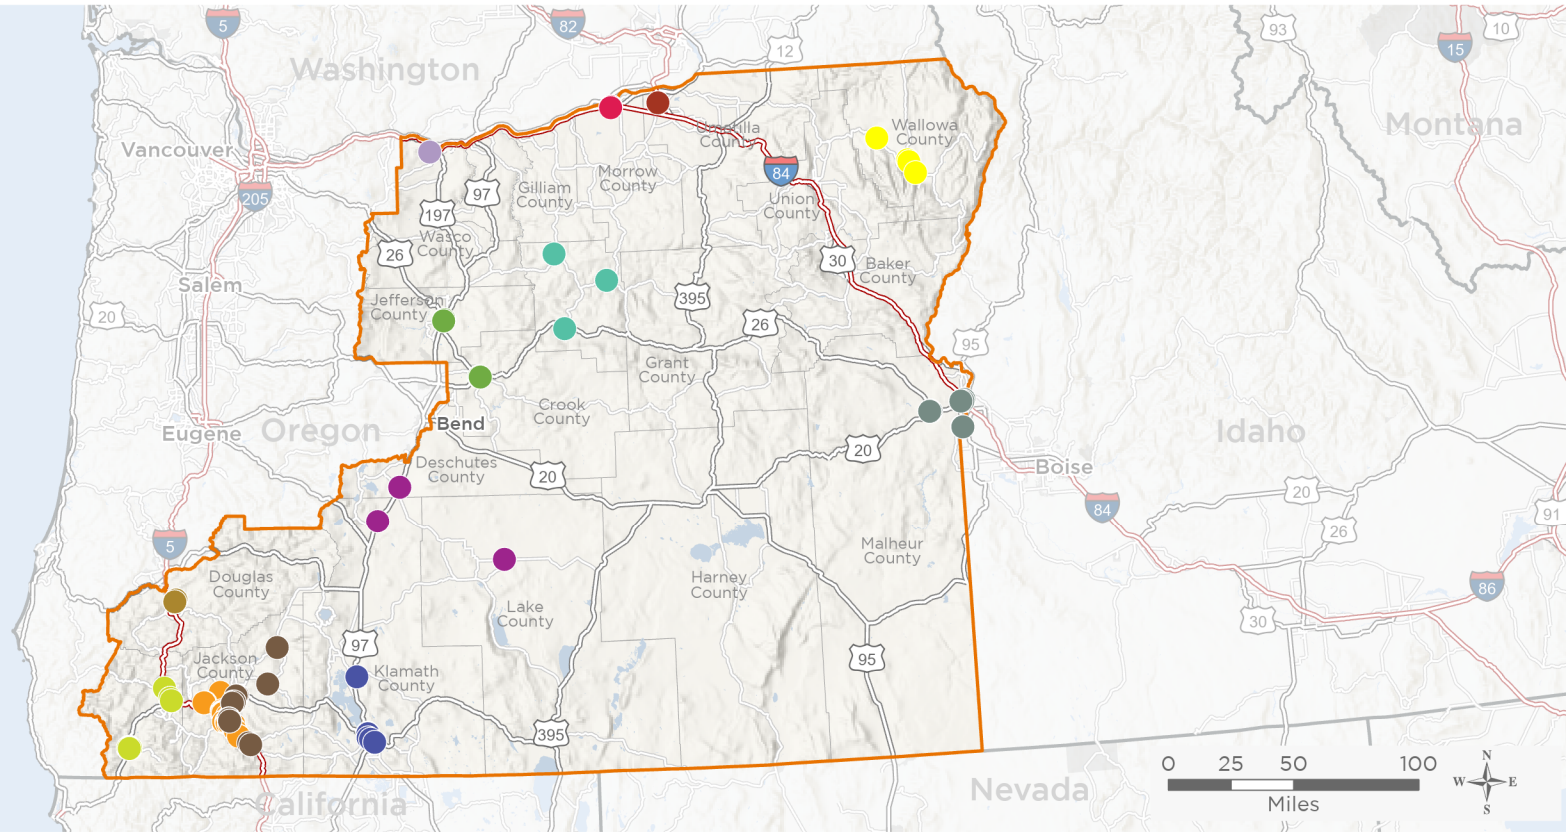 5
82
12
93
15
10
Washington
Montana
Vancouver
Umatilla
County
Wallowa
County
84
205
97
Gilliam
County
Morrow
County
Union
County
197
Wasco
County
26
30
Baker
County
Salem
20
Jefferson
County
395
26
95
Grant
County
Crook
County
Eugene
Oregon
Bend
Idaho
Deschutes
County
20
20
Boise
84
20
91
26
5
Malheur
County
Douglas
County
Harney
County
86
Lake
County
30
97
95
Jackson
County
Klamath
County
395
California
Nevada
0 25 50 100
Miles
N
W E
S